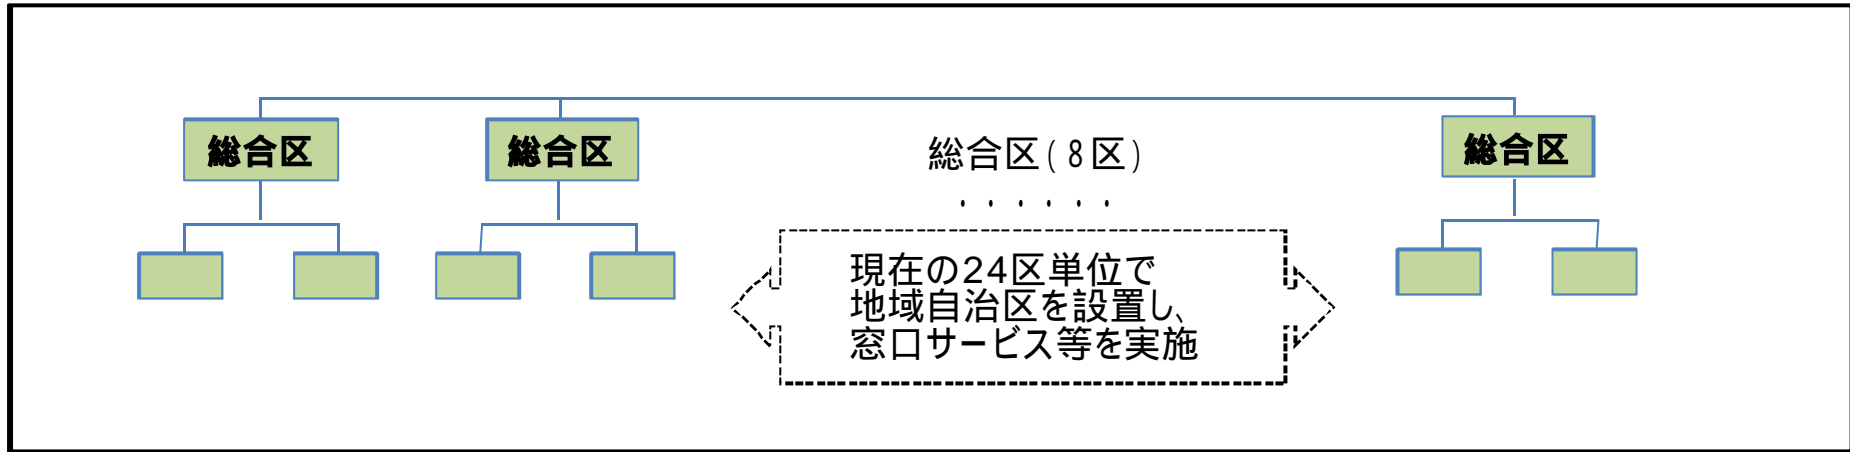 総合区
総合区
総合区(8区)
総合区
・・・・・・
現在の24区単位で
地域自治区を設置し、
窓口サービス等を実施